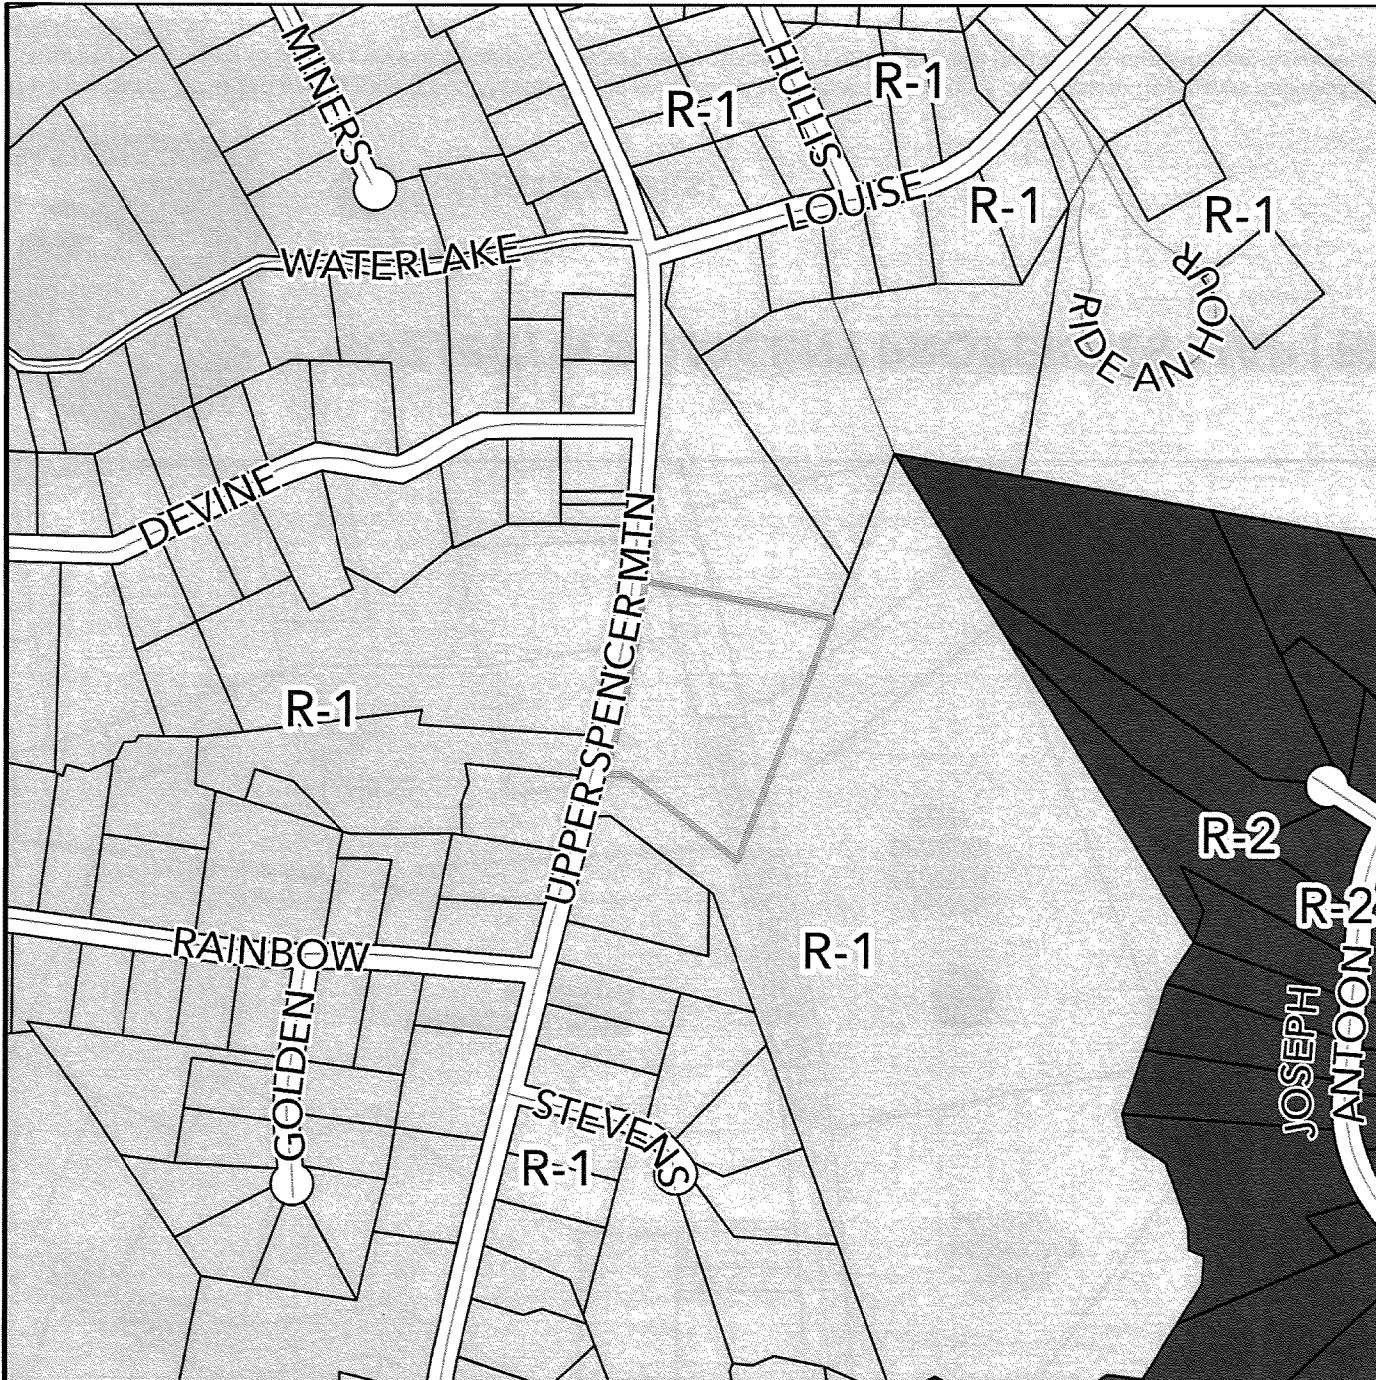 MINERS
HULLIS
R-1
R-1
LOUISE
R-1
R-1
WATERLAKE
RIDE AN HOUR
DEVINE
UPPER SPENCER MTN
R-1
R-2
R-2
RAINBOW
R-1
GOLDEN
JOSEPH
ANTOON
STEVENS
R-1